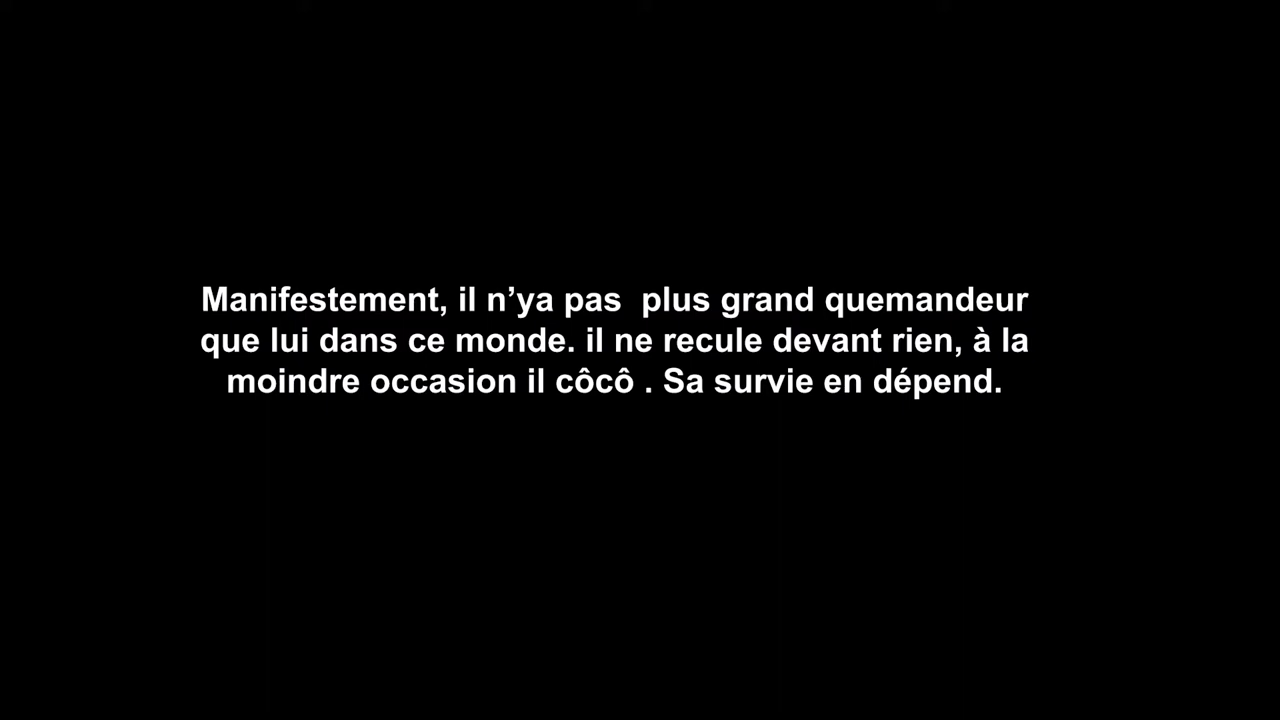 Manifestement, il n’ya pas  plus grand quemandeur
que lui dans ce monde. il ne recule devant rien, à la
moindre occasion il côcô . Sa survie en dépend.